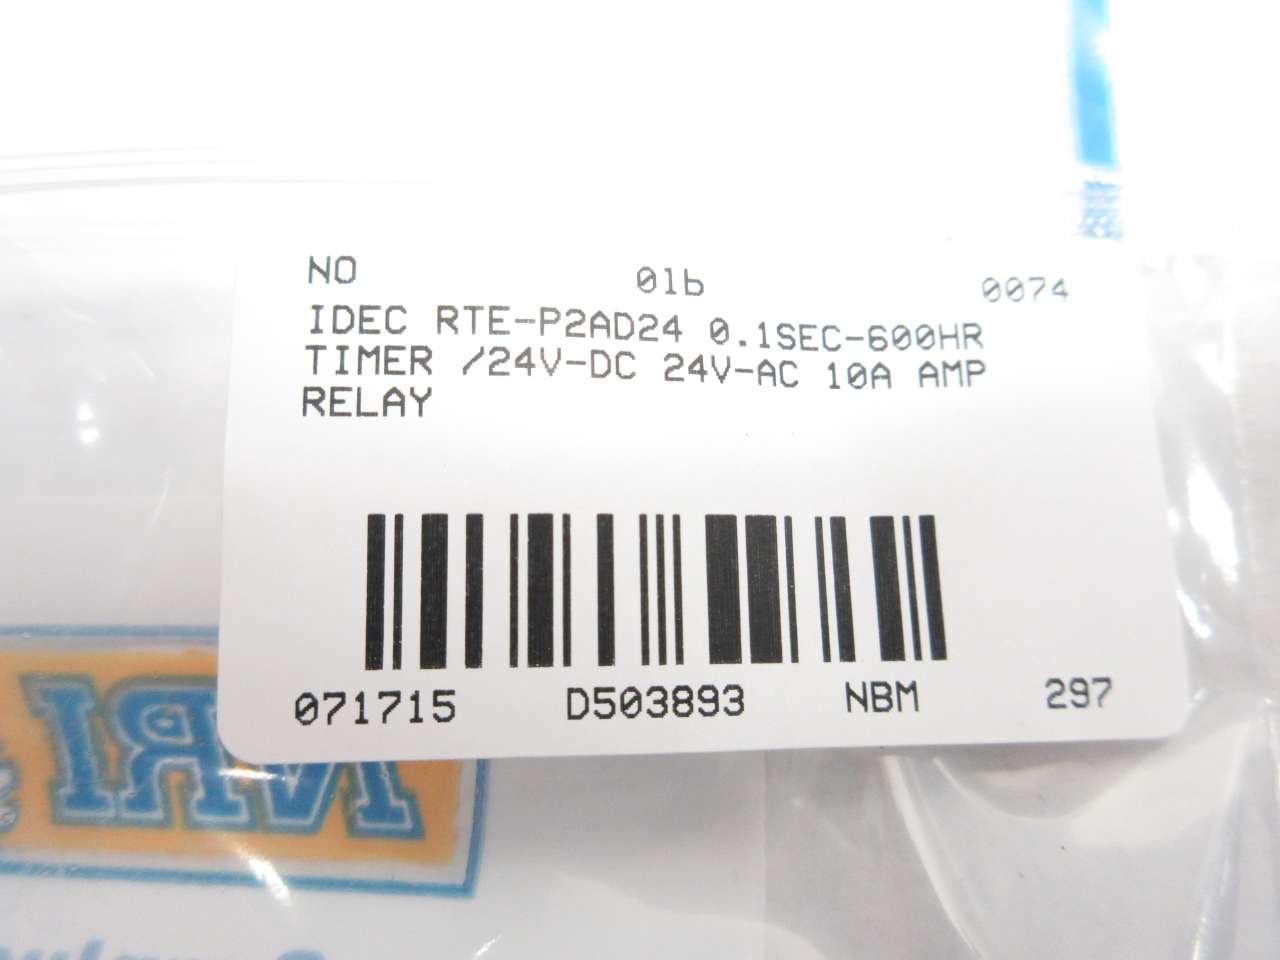 NO 01b 0074
IDEC RTE-P2AD24 0.1SEC-600HR
TIMER /24V-DC 24V-AC 10A AMP
RELAY
071715 D503893 NBM 297